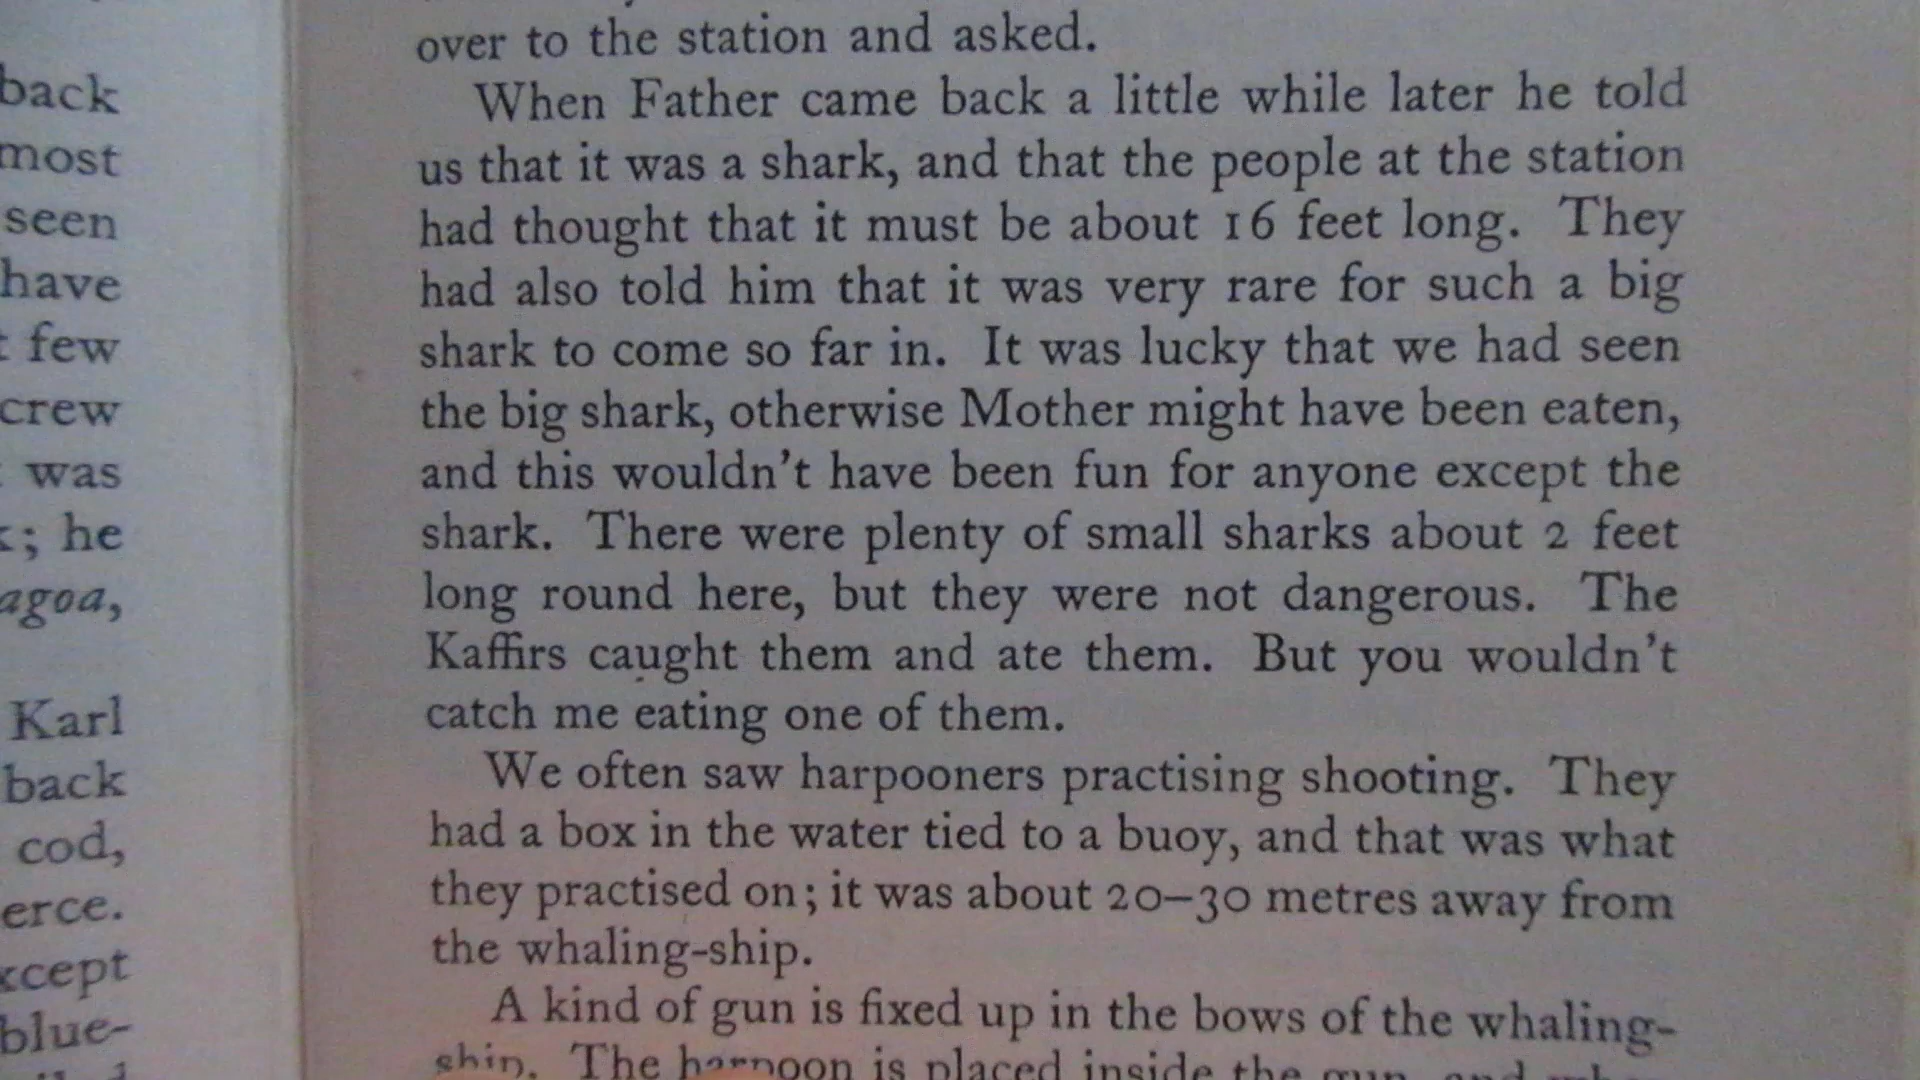 back
most
seen
have
few
crew
was
; he
agoa,
Karl
back
cod,
erce.
xcept
blue-
over to the station and asked.
When Father came back a little while later he told
us that it was a shark, and that the people at the station
had thought that it must be about 16 feet long. They
had also told him that it was very rare for such a big
shark to come so far in. It was lucky that we had seen
the big shark, otherwise Mother might have been eaten,
and this wouldn't have been fun for anyone except the
shark. There were plenty of small sharks about 2 feet
long round here, but they were not dangerous. The
Kaffirs caught them and ate them. But you wouldn't
catch me eating one of them.
We often saw harpooners practising shooting. They
had a box in the water tied to a buoy, and that was what
they practised on; it was about 20–30 metres away from
the whaling-ship.
A kind of gun is fixed up in the bows of the whaling-
ship. The harpoon is placed inside the gun, and